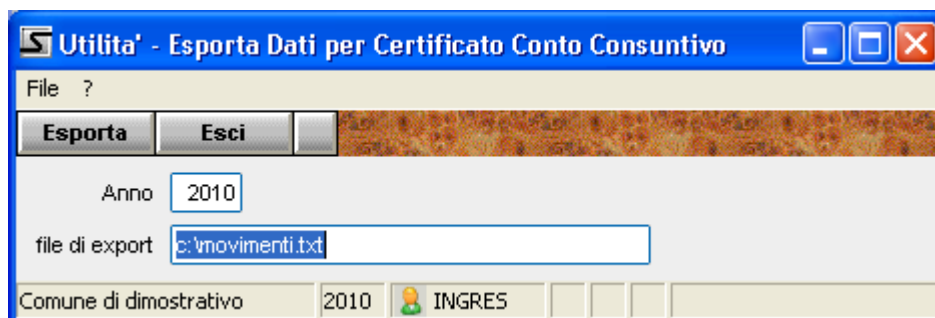 Utilita' - Esporta Dati per Certificato Conto Consuntivo
File ?
Esporta Esci
Anno 2010
file di export c:\movimenti.txt
Comune di dimostrativo 2010 INGRES